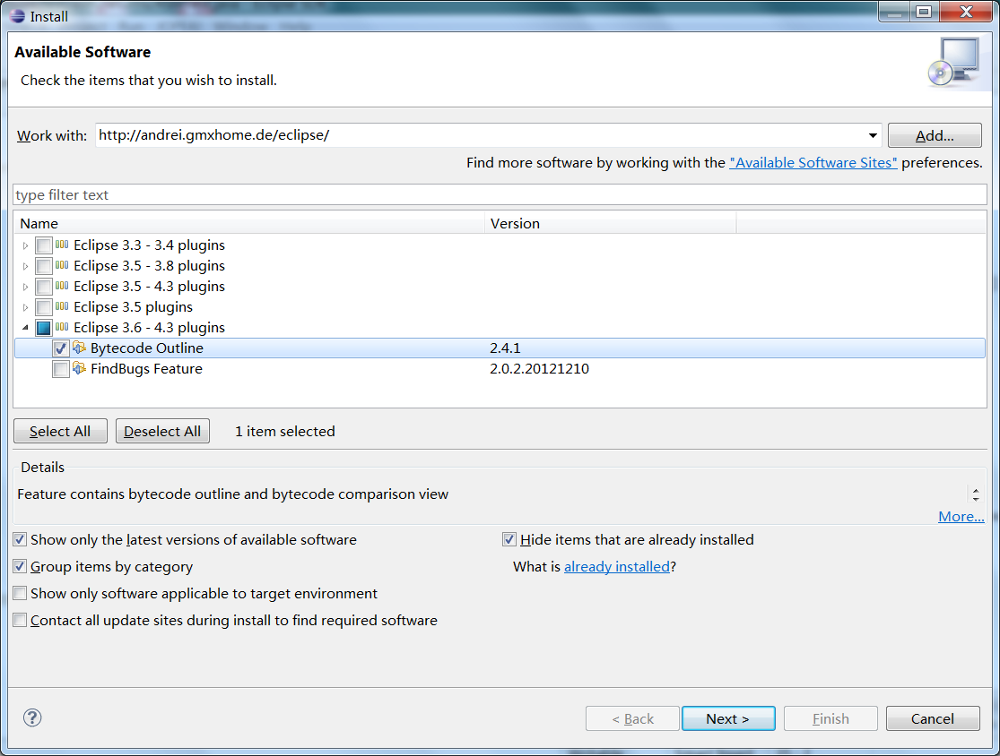 Install
Available Software
Check the items that you wish to install.
Work with: http://andrei.gmxhome.de/eclipse/ Add...
Find more software by working with the "Available Software Sites" preferences.
type filter text
Name Version
Eclipse 3.3 - 3.4 plugins
Eclipse 3.5 - 3.8 plugins
Eclipse 3.5 - 4.3 plugins
Eclipse 3.5 plugins
Eclipse 3.6 - 4.3 plugins
Bytecode Outline 2.4.1
FindBugs Feature 2.0.2.20121210
Select All Deselect All 1 item selected
Details
Feature contains bytecode outline and bytecode comparison view
More...
Show only the latest versions of available software Hide items that are already installed
Group items by category What is already installed?
Show only software applicable to target environment
Contact all update sites during install to find required software
? < Back Next > Finish Cancel